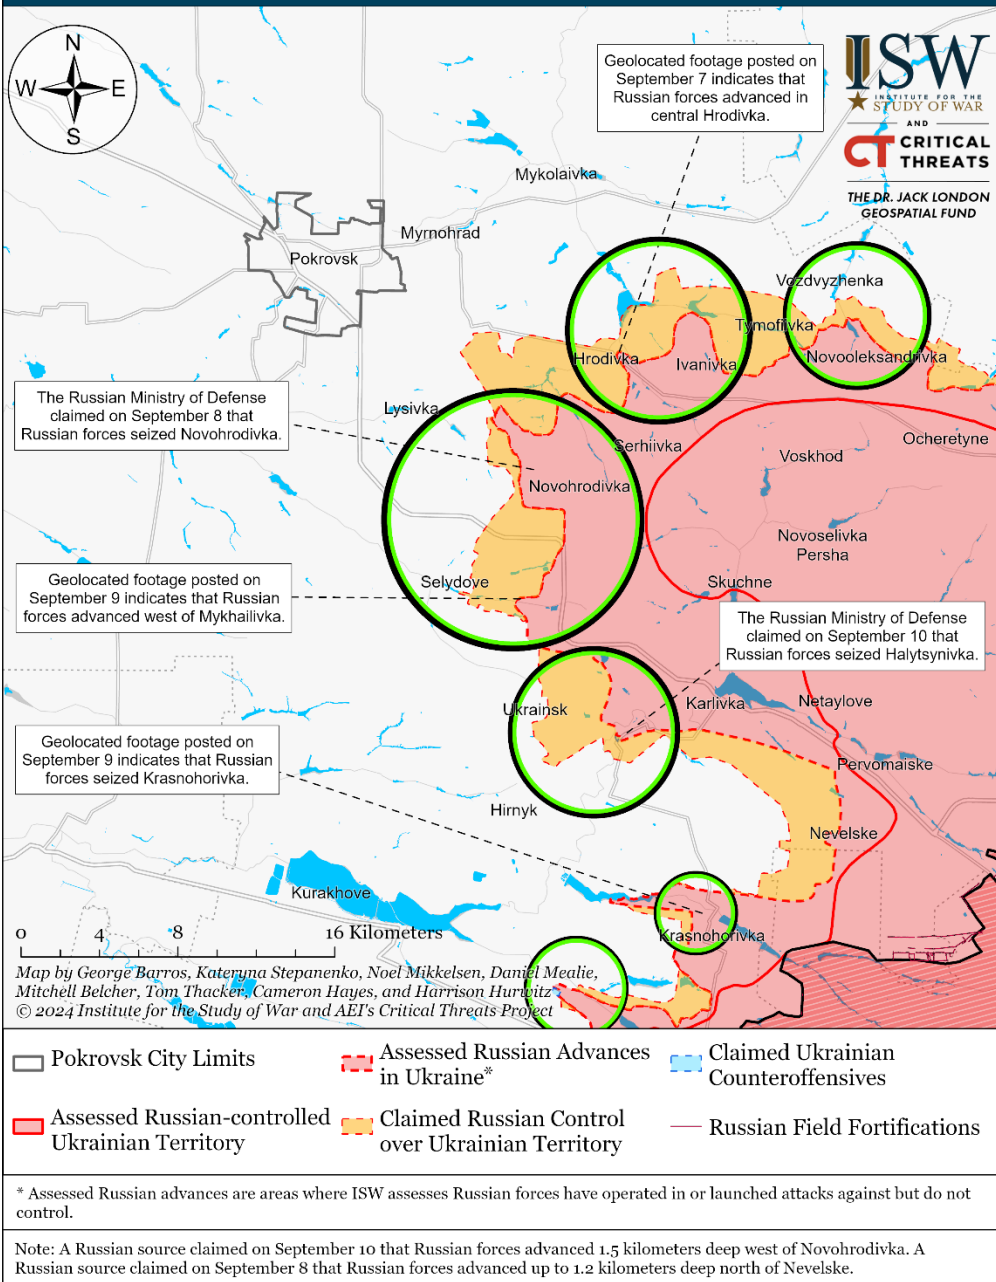 N
W E
S
Geolocated footage posted on
September 7 indicates that
Russian forces advanced in
central Hrodivka.
ISW
INSTITUTE FOR THE
STUDY OF WAR
AND
CT CRITICAL
THREATS
THE DR. JACK LONDON
GEOSPATIAL FUND
Mykolaivka
Myrnohrad
Pokrovsk
Vozdvyzhenka
Tymofiivka
Hrodivka
Ivanivka
Novooleksandrivka
The Russian Ministry of Defense
claimed on September 8 that
Russian forces seized Novohrodivka.
Lysivka
Serhiivka
Ocheretyne
Voskhod
Novohrodivka
Novoselivka
Persha
Geolocated footage posted on
September 9 indicates that Russian
forces advanced west of Mykhailivka.
Selydove
Skuchne
The Russian Ministry of Defense
claimed on September 10 that
Russian forces seized Halytsynivka.
Ukrainsk
Karlivka
Netaylove
Geolocated footage posted on
September 9 indicates that Russian
forces seized Krasnohorivka.
Pervomaiske
Hirnyk
Nevelske
Kurakhove
Krasnohorivka
0 4 8 16 Kilometers
Map by George Barros, Kateryna Stepanenko, Noel Mikkelsen, Daniel Mealie,
Mitchell Belcher, Tom Thacker, Cameron Hayes, and Harrison Hurwitz
© 2024 Institute for the Study of War and AEI's Critical Threats Project
Pokrovsk City Limits
Assessed Russian Advances
in Ukraine*
Claimed Ukrainian
Counteroffensives
Assessed Russian-controlled
Ukrainian Territory
Claimed Russian Control
over Ukrainian Territory
Russian Field Fortifications
* Assessed Russian advances are areas where ISW assesses Russian forces have operated in or launched attacks against but do not
control.
Note: A Russian source claimed on September 10 that Russian forces advanced 1.5 kilometers deep west of Novohrodivka. A
Russian source claimed on September 8 that Russian forces advanced up to 1.2 kilometers deep north of Nevelske.